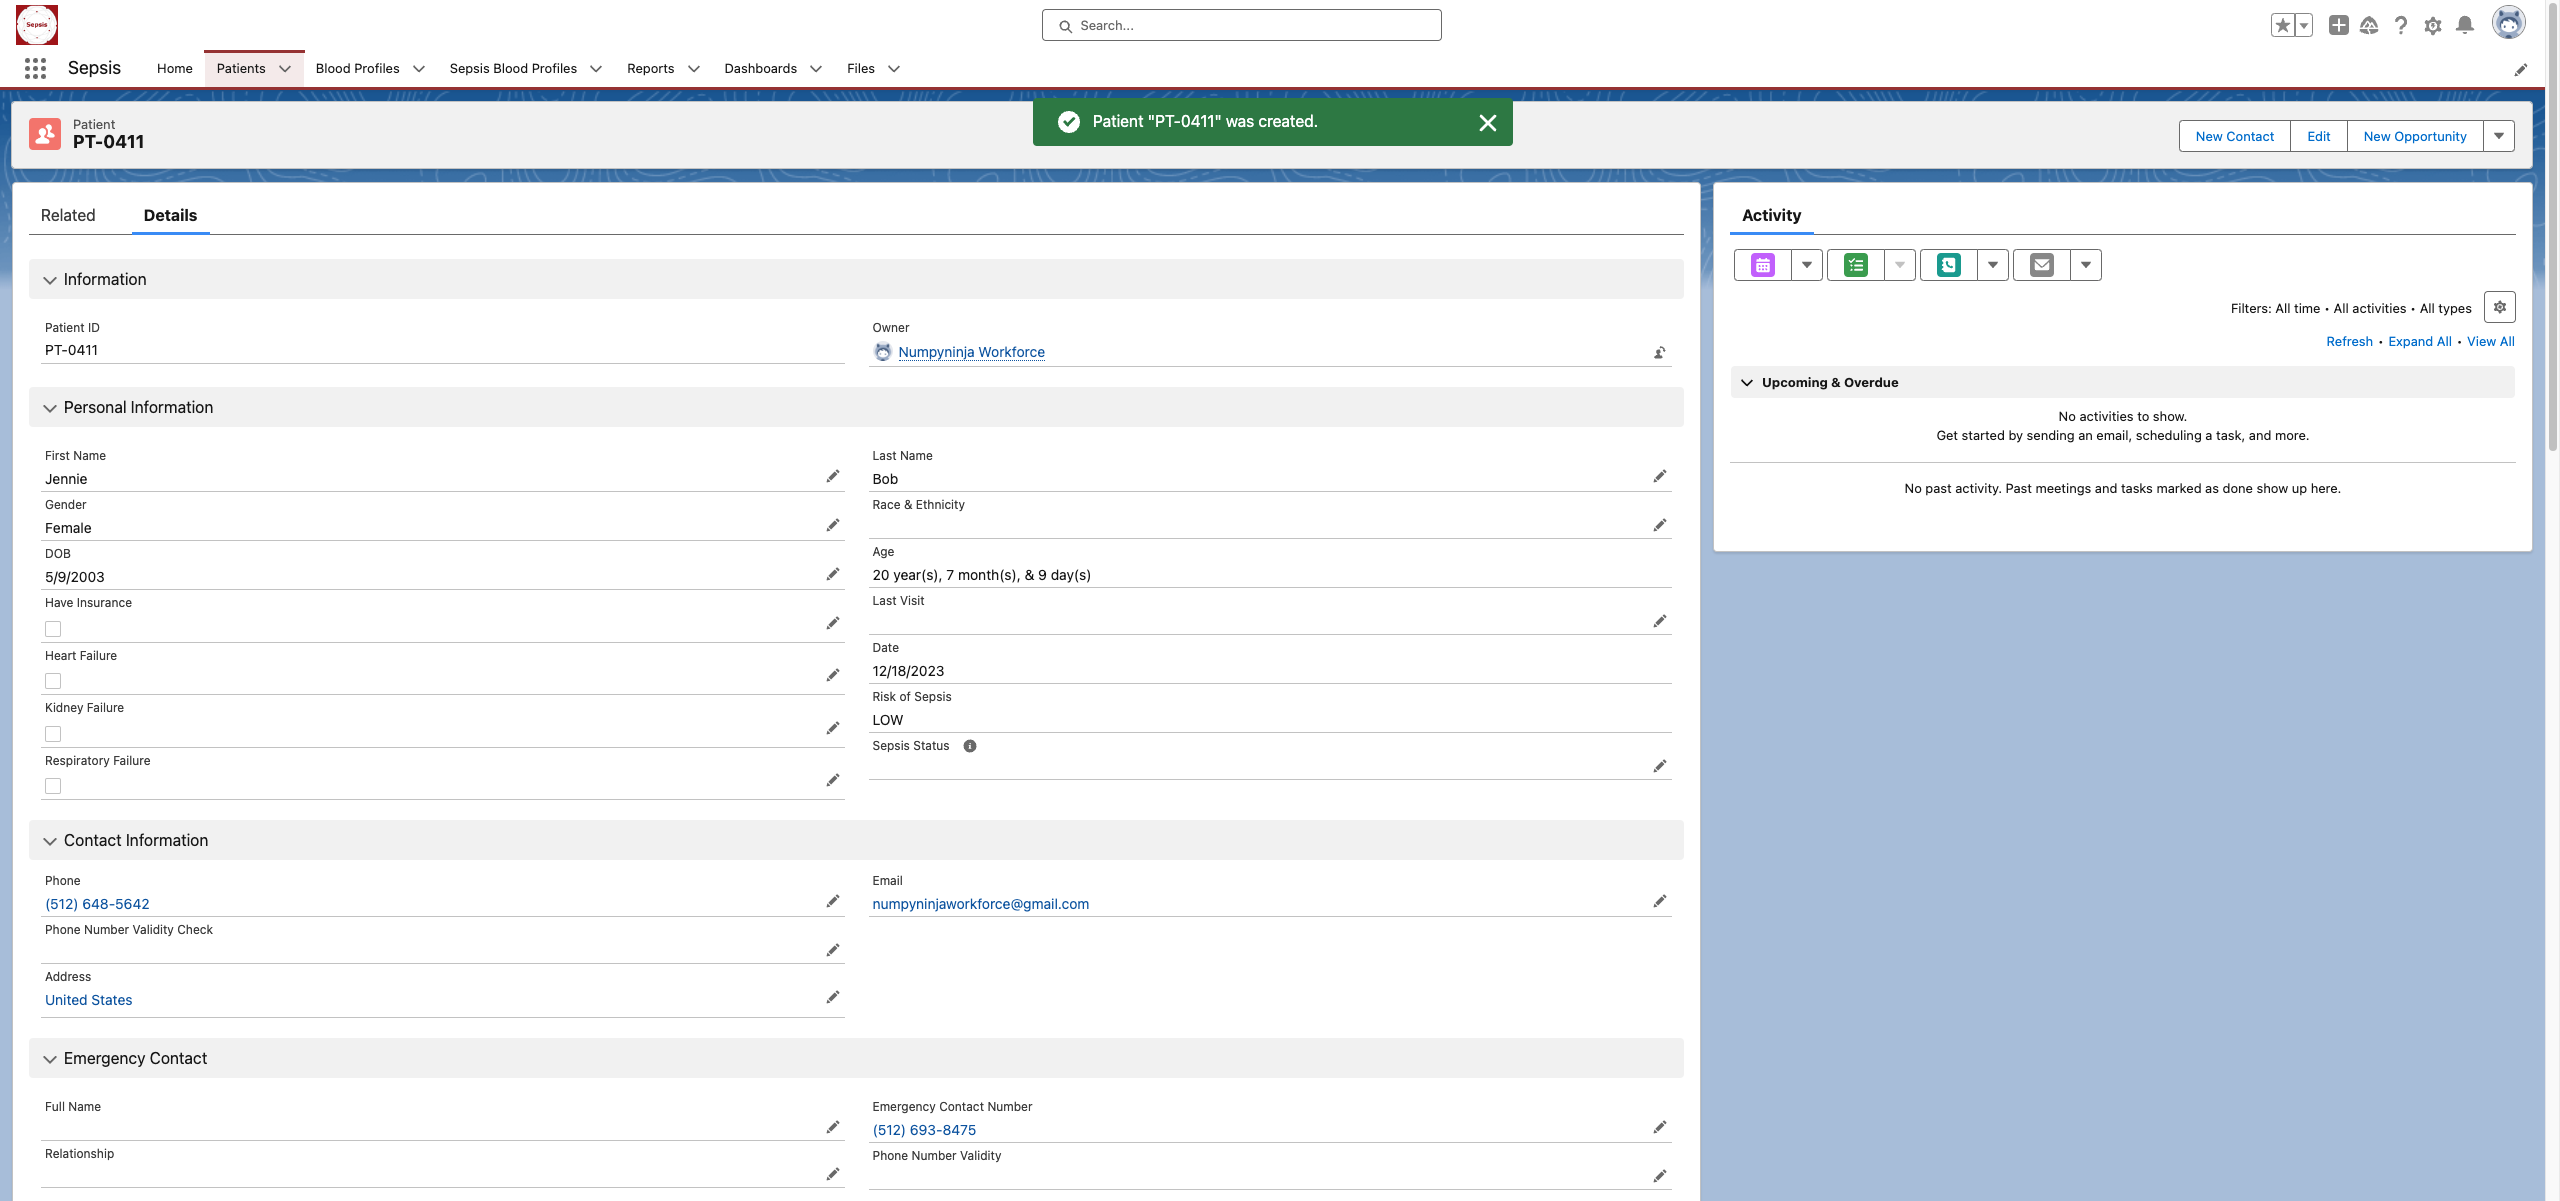 Sepsis
Search...
Sepsis
Home
Patients
Blood Profiles
Sepsis Blood Profiles
Reports
Dashboards
Files
Patient
PT-0411
Patient "PT-0411" was created.
New Contact
Edit
New Opportunity
Related
Details
Information
Patient ID
PT-0411
Owner
Numpyninja Workforce
Personal Information
First Name
Jennie
Last Name
Bob
Gender
Female
Race & Ethnicity
DOB
5/9/2003
Age
20 year(s), 7 month(s), & 9 day(s)
Have Insurance
Last Visit
Heart Failure
Date
12/18/2023
Kidney Failure
Risk of Sepsis
LOW
Respiratory Failure
Sepsis Status
Contact Information
Phone
(512) 648-5642
Email
numpyninjaworkforce@gmail.com
Phone Number Validity Check
Address
United States
Emergency Contact
Full Name
Emergency Contact Number
(512) 693-8475
Relationship
Phone Number Validity
Activity
Filters: All time • All activities • All types
Refresh • Expand All • View All
Upcoming & Overdue
No activities to show.
Get started by sending an email, scheduling a task, and more.
No past activity. Past meetings and tasks marked as done show up here.